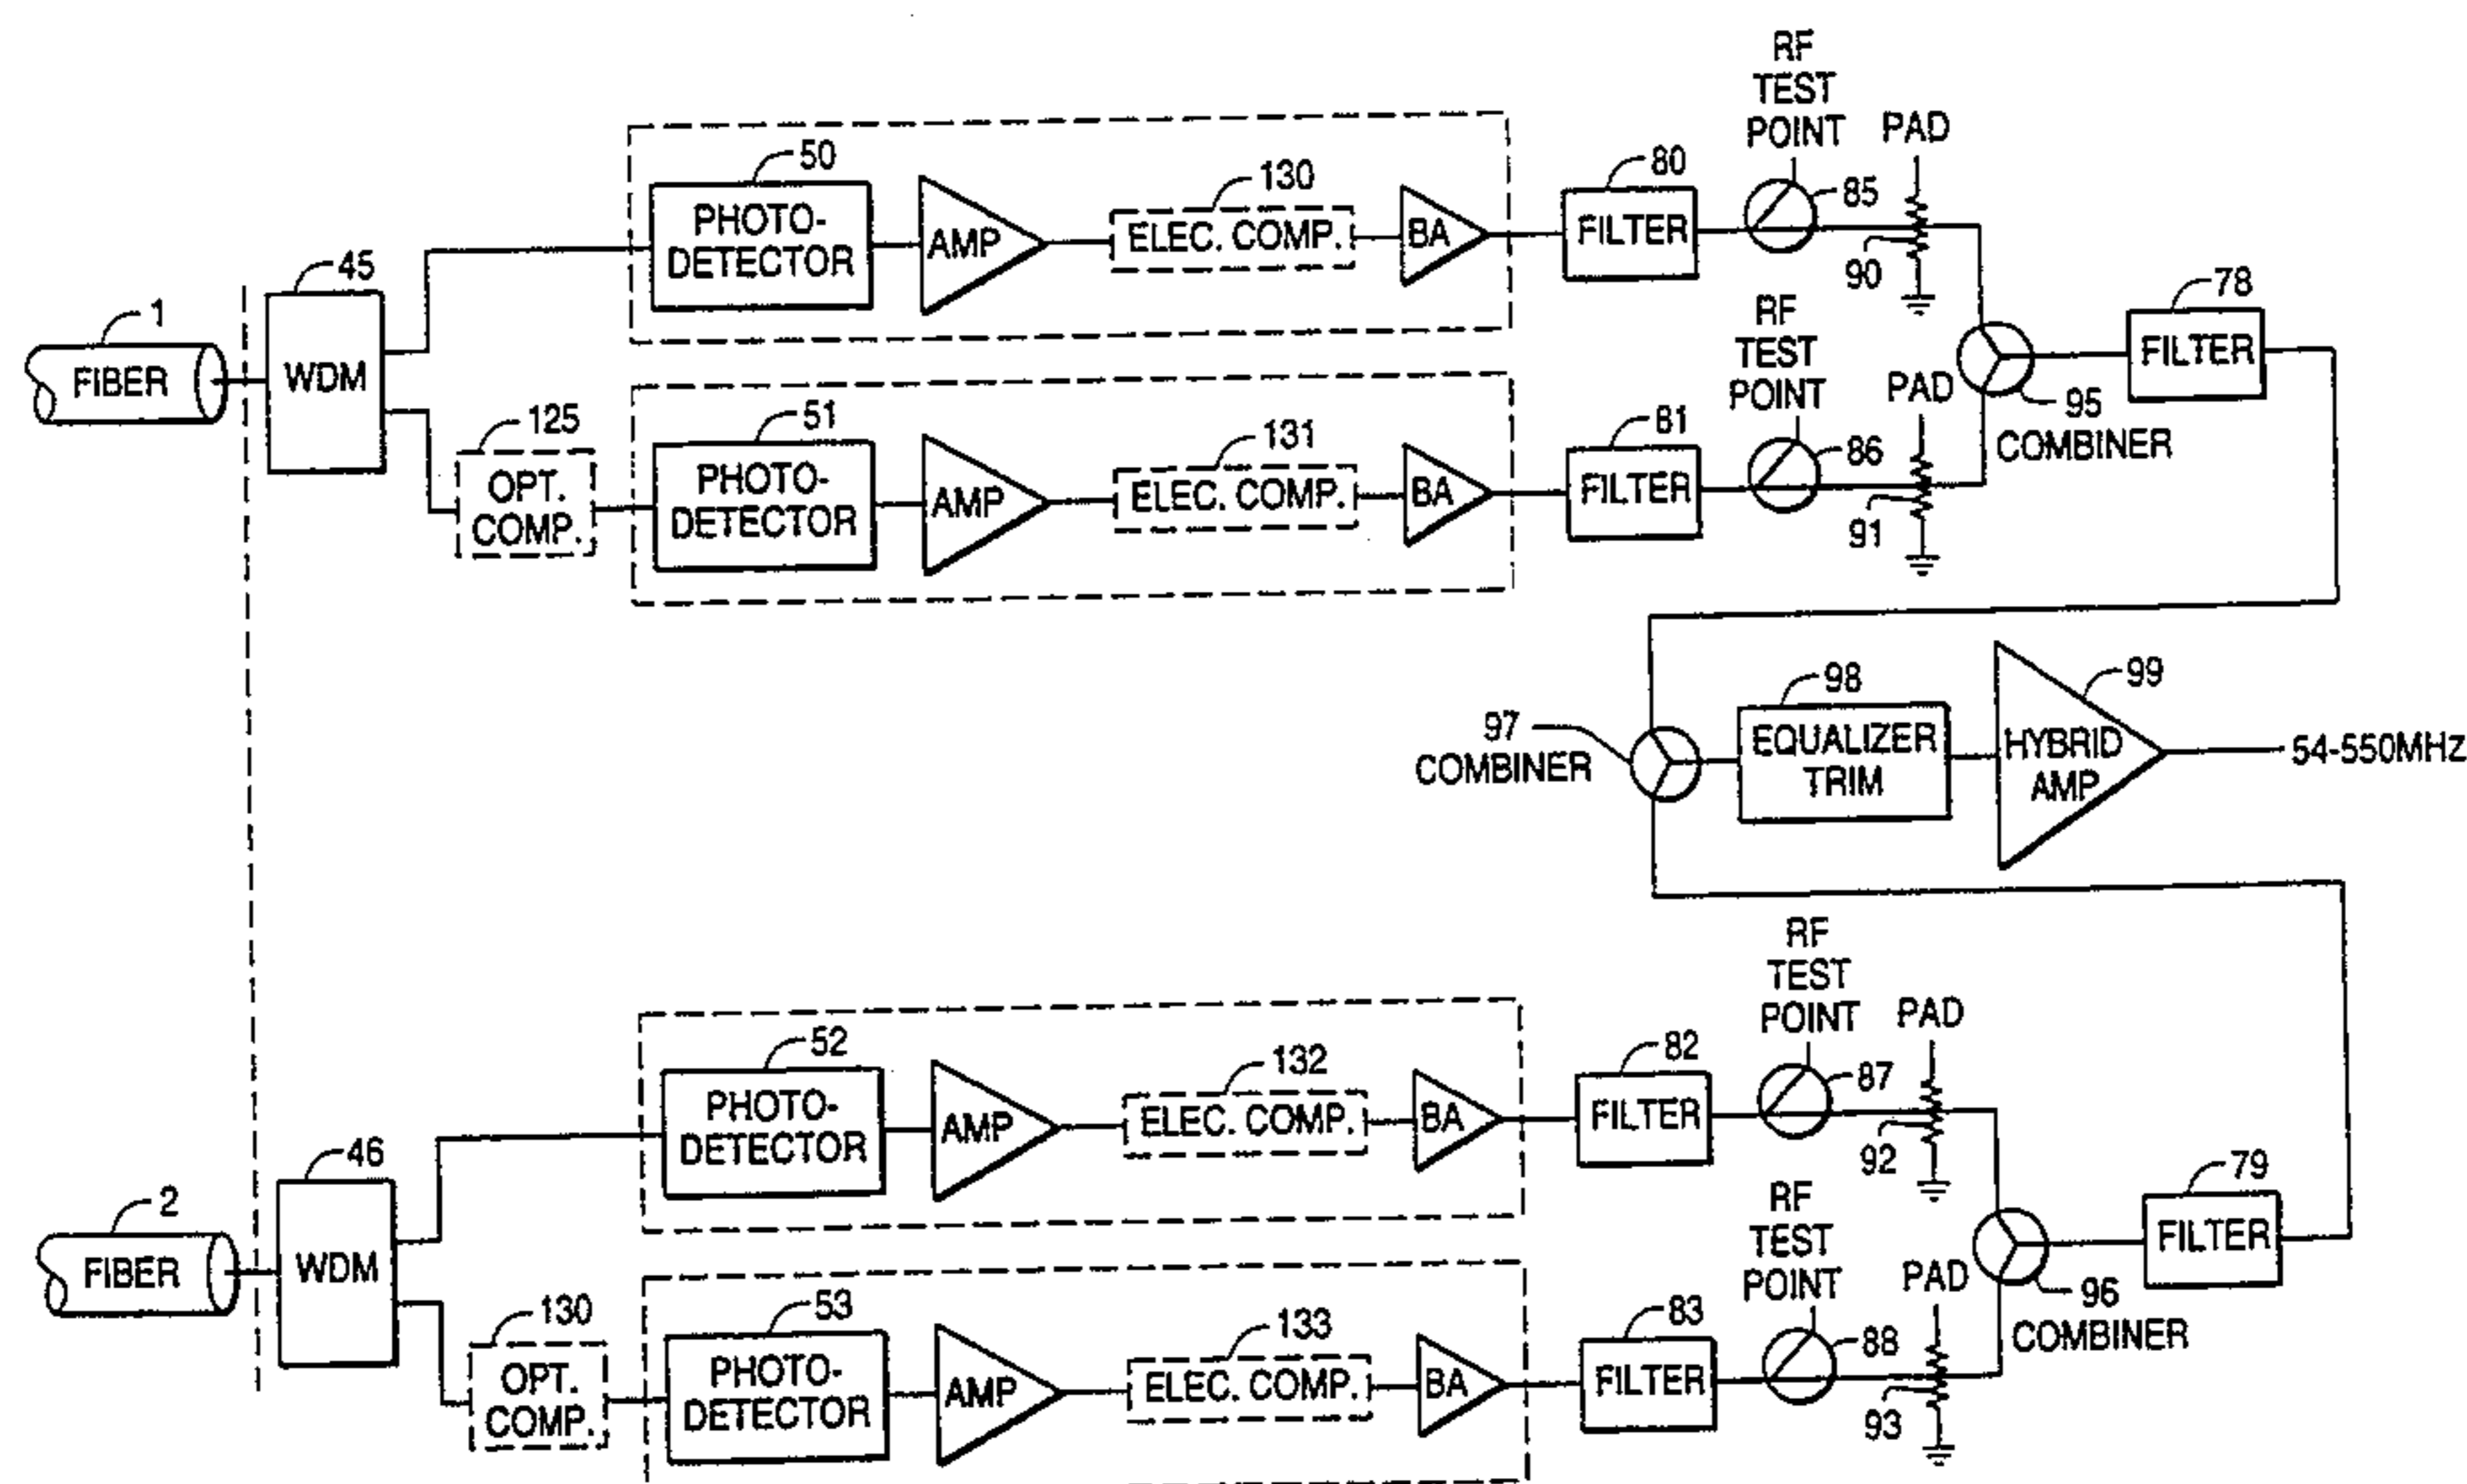 RF
TEST
POINT
PAD
50
PHOTO-
DETECTOR
AMP
130
ELEC. COMP.
BA
80
FILTER
85
90
45
WDM
1
FIBER
RF
TEST
POINT
PAD
78
FILTER
95
COMBINER
125
OPT.
COMP.
51
PHOTO-
DETECTOR
AMP
131
ELEC. COMP.
BA
81
FILTER
86
91
97
COMBINER
98
EQUALIZER
TRIM
99
HYBRID
AMP
54-550MHz
RF
TEST
POINT
PAD
52
PHOTO-
DETECTOR
AMP
132
ELEC. COMP.
BA
82
FILTER
87
92
46
WDM
2
FIBER
RF
TEST
POINT
PAD
79
FILTER
96
COMBINER
130
OPT.
COMP.
53
PHOTO-
DETECTOR
AMP
133
ELEC. COMP.
BA
83
FILTER
88
93